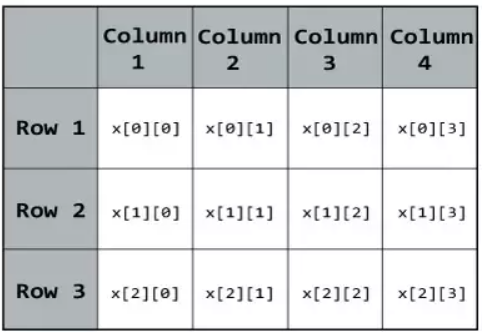 Column 1 Column 2 Column 3 Column 4
Row 1 x[0][0] x[0][1] x[0][2] x[0][3]
Row 2 x[1][0] x[1][1] x[1][2] x[1][3]
Row 3 x[2][0] x[2][1] x[2][2] x[2][3]